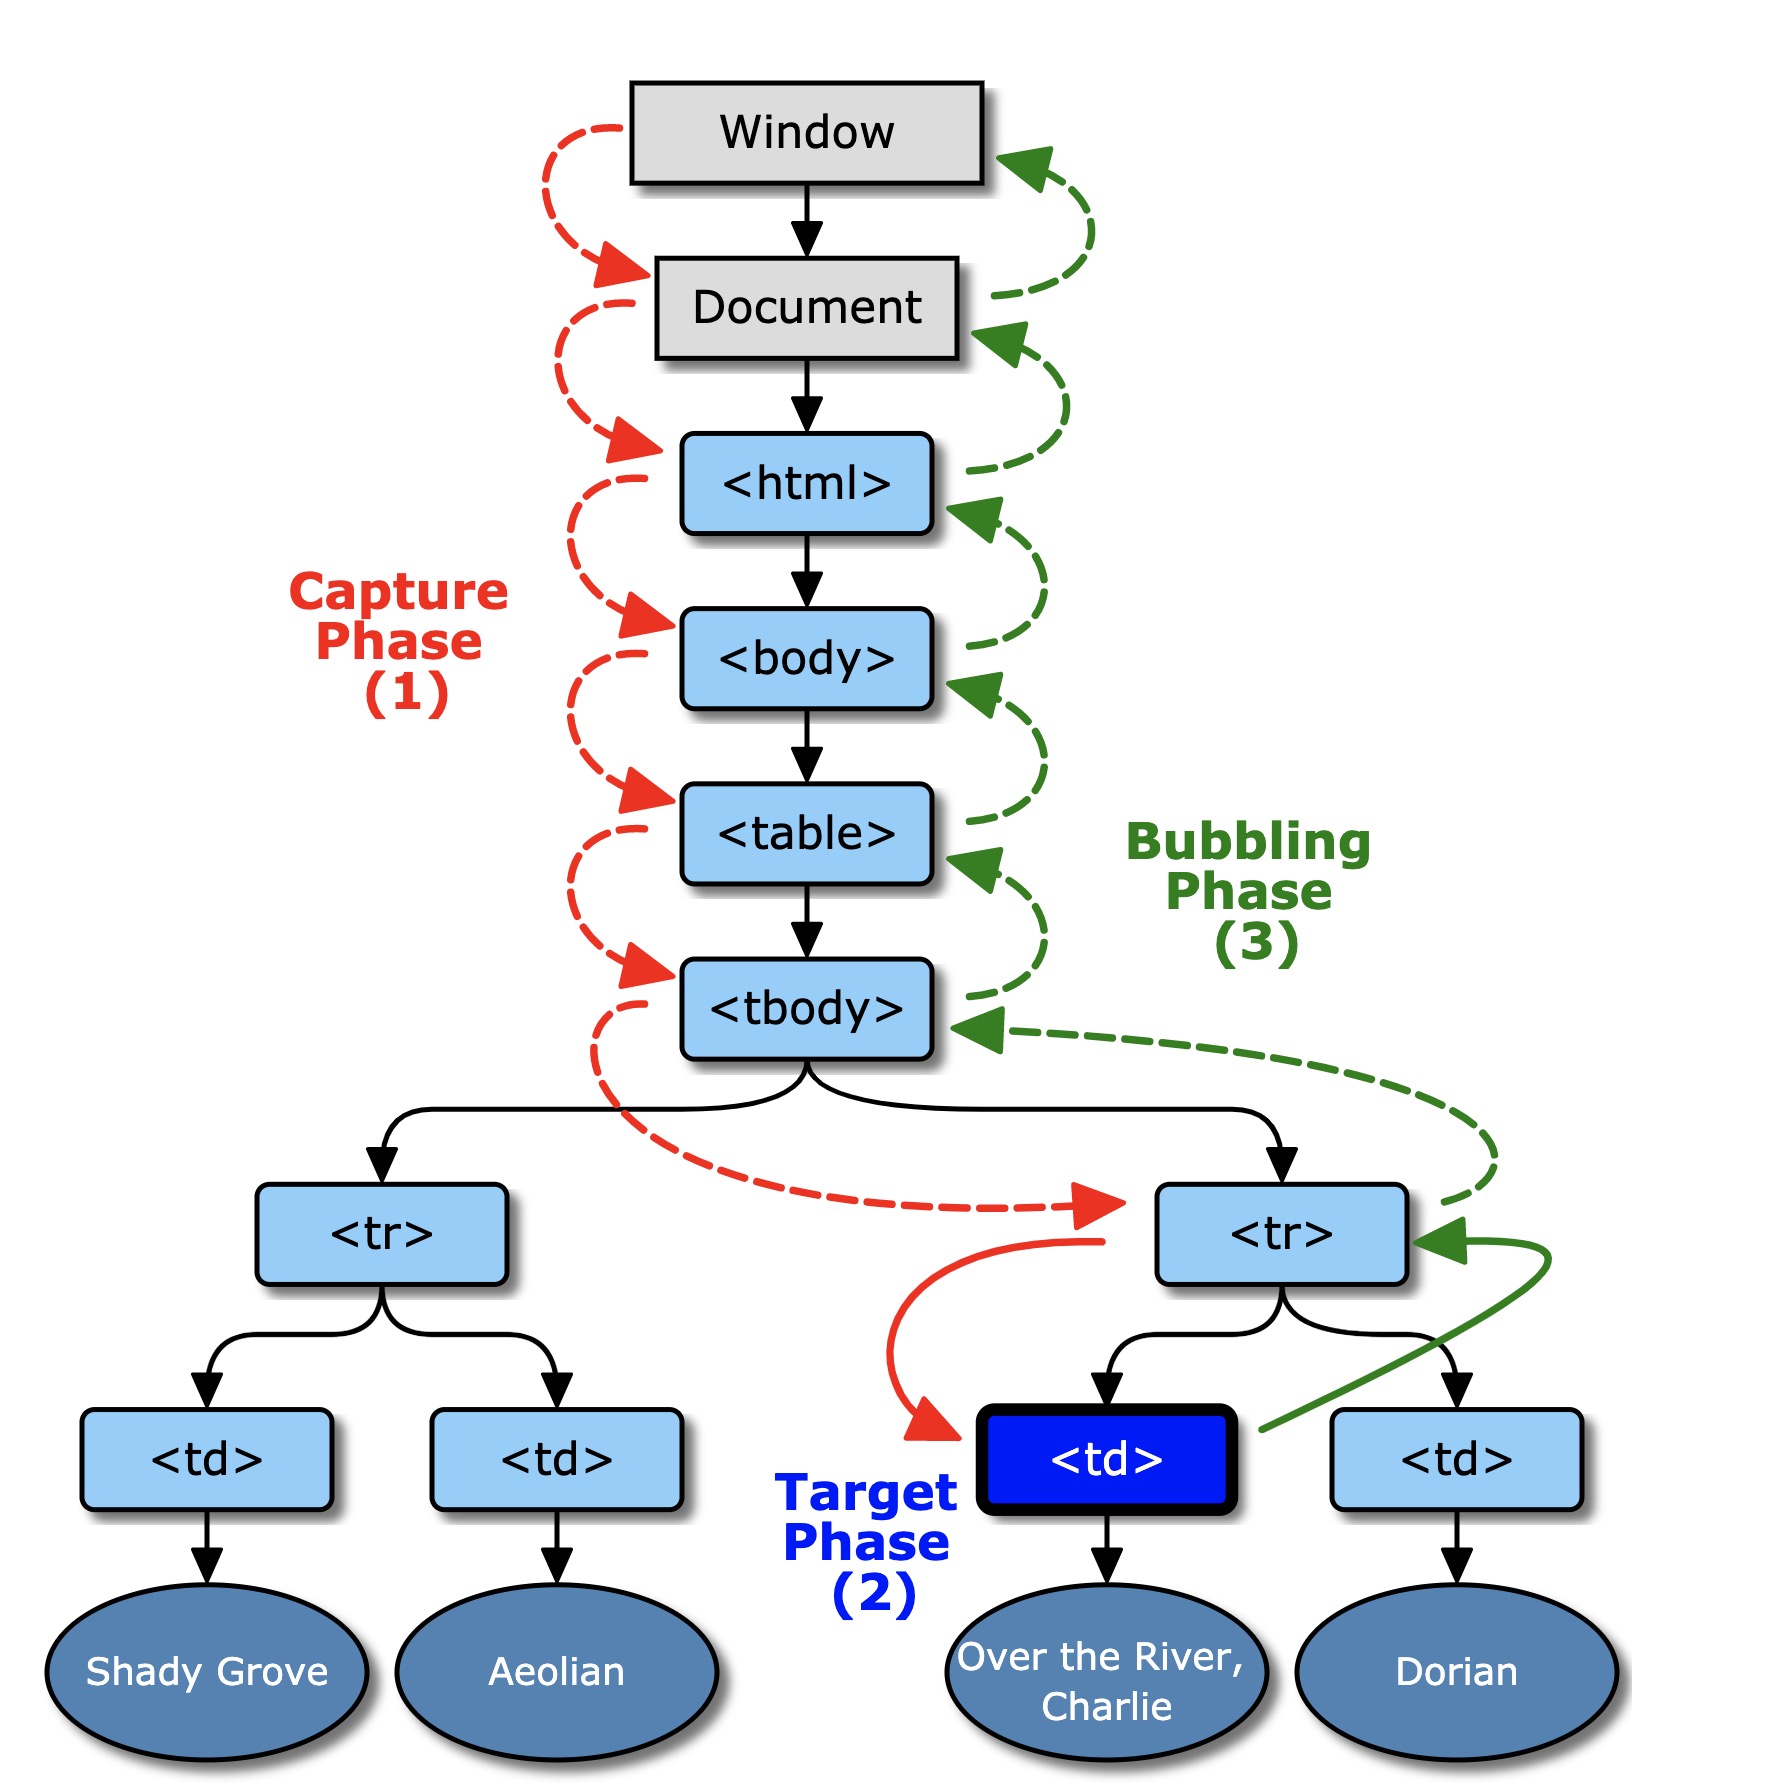 Window
Document
<html>
<body>
<table>
<tbody>
Capture
Phase
(1)
Bubbling
Phase
(3)
<tr>
<tr>
<td>
<td>
<td>
<td>
Target
Phase
(2)
Shady Grove
Aeolian
Over the River,
Charlie
Dorian